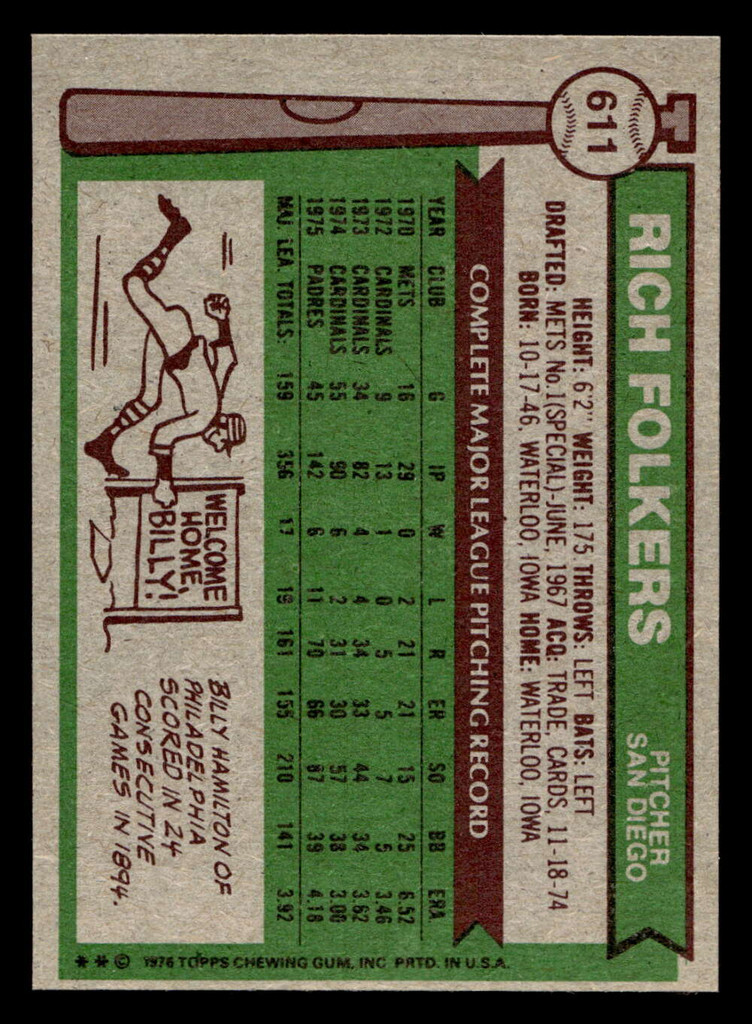 611
RICH FOLKERS
PITCHER
SAN DIEGO
HEIGHT: 6'2" WEIGHT: 175 THROWS: LEFT BATS: LEFT
DRAFTED: METS No.1(SPECIAL)-JUNE, 1967 ACQ: TRADE, CARDS, 11-18-74
BORN: 10-17-46, WATERLOO, IOWA HOME: WATERLOO, IOWA
COMPLETE MAJOR LEAGUE PITCHING RECORD
YEAR CLUB G IP W L R ER SO BB ERA
1970 METS 16 29 0 2 21 21 15 25 6.52
1972 CARDINALS 9 13 1 0 5 5 7 5 3.46
1973 CARDINALS 34 82 4 4 34 33 44 34 3.62
1974 CARDINALS 55 90 6 2 31 30 57 38 3.00
1975 PADRES 45 142 6 11 70 66 87 39 4.18
MAJ. LEA. TOTALS: 159 356 17 19 161 155 210 141 3.92
WELCOME
HOME,
BILLY!
BILLY HAMILTON OF
PHILADELPHIA
SCORED IN 24
CONSECUTIVE
GAMES IN 1894.
** © 1976 TOPPS CHEWING GUM, INC PRTD. IN U.S.A.